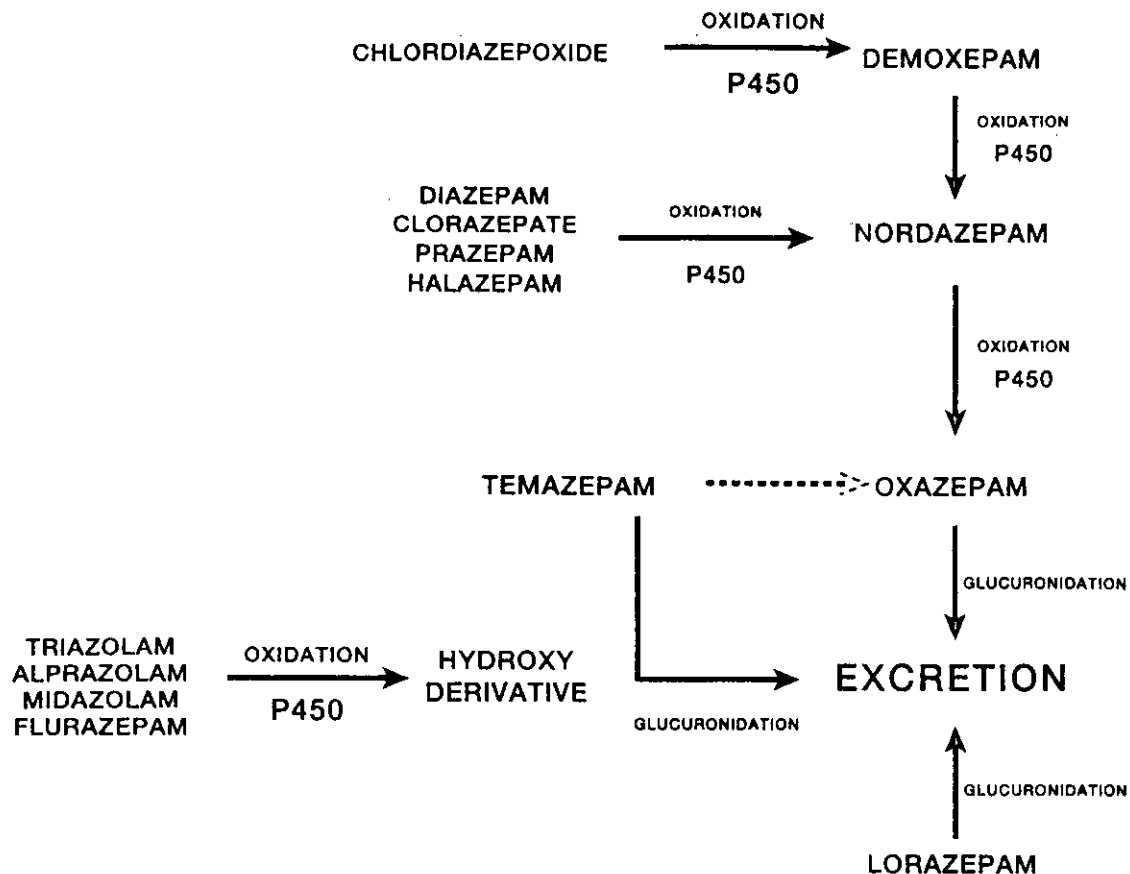 OXIDATION
CHLORDIAZEPOXIDE
DEMOXEPAM
P450
OXIDATION
P450
DIAZEPAM
CLORAZEPATE
PRAZEPAM
HALAZEPAM
OXIDATION
P450
NORDAZEPAM
OXIDATION
P450
TEMAZEPAM
OXAZEPAM
GLUCURONIDATION
TRIAZOLAM
ALPRAZOLAM
MIDAZOLAM
FLURAZEPAM
OXIDATION
P450
HYDROXY
DERIVATIVE
EXCRETION
GLUCURONIDATION
GLUCURONIDATION
LORAZEPAM